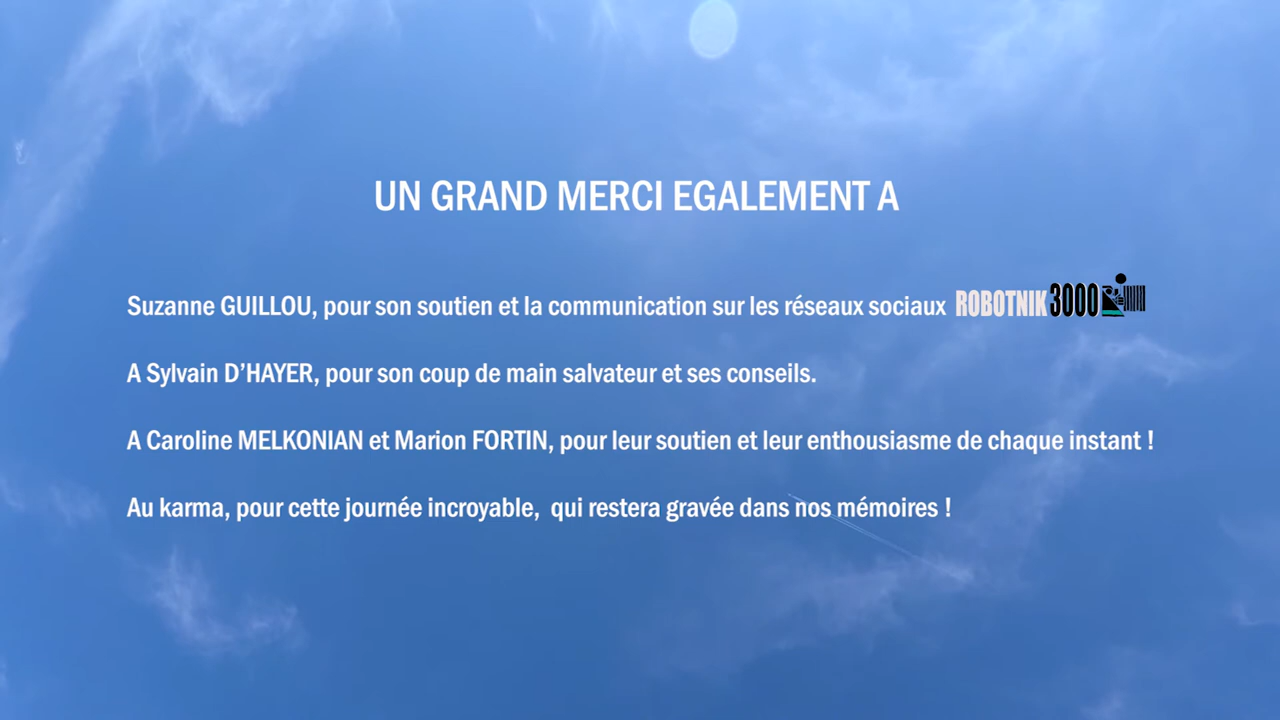 UN GRAND MERCI EGALEMENT A
Suzanne GUILLOU, pour son soutien et la communication sur les réseaux sociaux ROBOTNIK3000
A Sylvain D’HAYER, pour son coup de main salvateur et ses conseils.
A Caroline MELKONIAN et Marion FORTIN, pour leur soutien et leur enthousiasme de chaque instant !
Au karma, pour cette journée incroyable,  qui restera gravée dans nos mémoires !